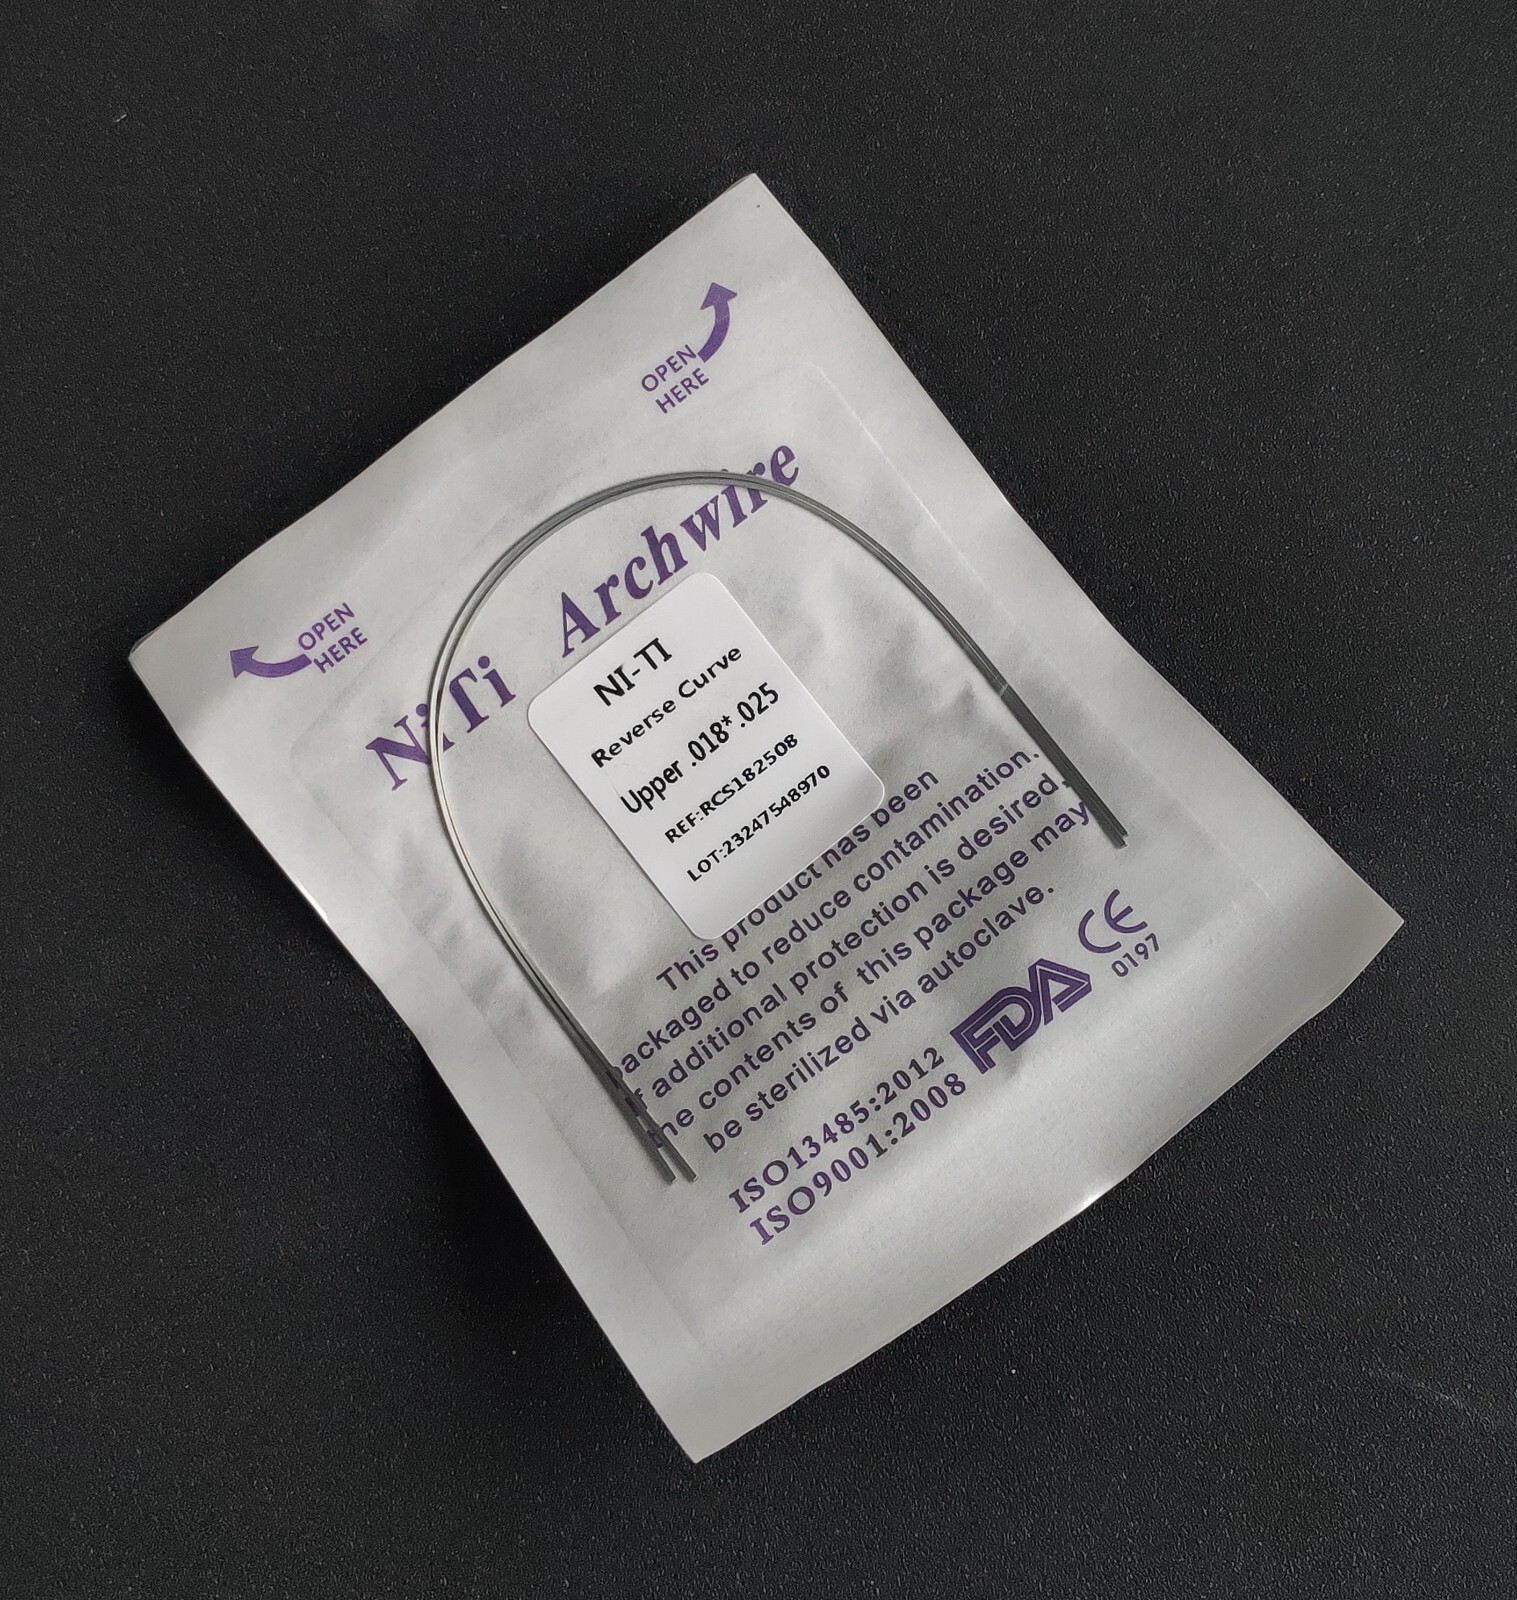 OPEN
HERE
OPEN
HERE
NiTi Archwire
NI-TI
Reverse Curve
Upper .018* .025
REF:RCS182508
LOT:23247548970
This product has been
packaged to reduce contamination.
If additional protection is desired,
the contents of this package may
be sterilized via autoclave.
ISO13485:2012
ISO9001:2008
FDA
CE
0197